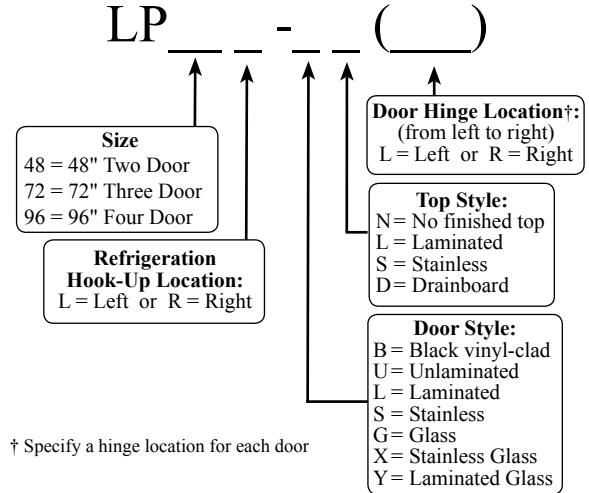 LP__ _ -_ _ (___)
Size
48 = 48" Two Door
72 = 72" Three Door
96 = 96" Four Door
Refrigeration
Hook-Up Location:
L = Left or R = Right
Door Hinge Location†:
(from left to right)
L = Left or R = Right
Top Style:
N = No finished top
L = Laminated
S = Stainless
D = Drainboard
Door Style:
B = Black vinyl-clad
U = Unlaminated
L = Laminated
S = Stainless
G = Glass
X = Stainless Glass
Y = Laminated Glass
† Specify a hinge location for each door